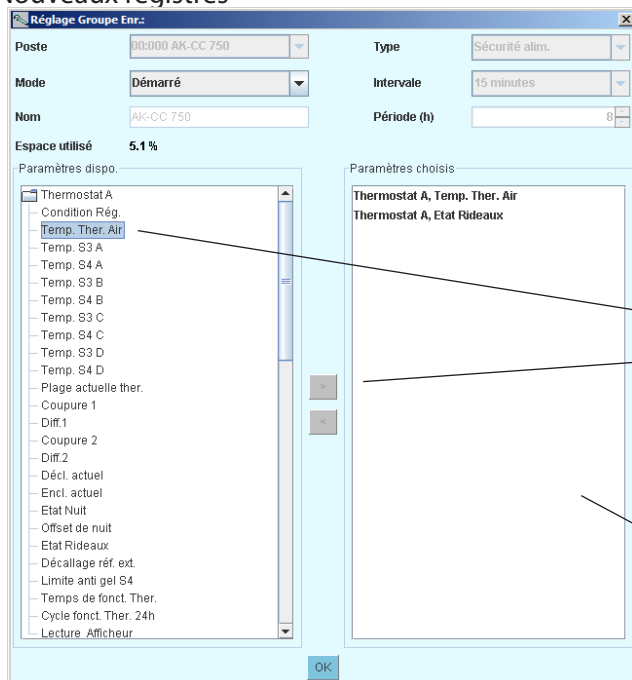 Nouveaux registres
Réglage Groupe Enr.:
Poste 00:000 AK-CC 750 Type Sécurité alim.
Mode Démarré Intervale 15 minutes
Nom AK-CC 750 Période (h) 8
Espace utilisé 5.1 %
Paramètres dispo.
Thermostat A
Condition Rég.
Temp. Ther. Air
Temp. S3 A
Temp. S4 A
Temp. S3 B
Temp. S4 B
Temp. S3 C
Temp. S4 C
Temp. S3 D
Temp. S4 D
Plage actuelle ther.
Coupure 1
Diff.1
Coupure 2
Diff.2
Décl. actuel
Encl. actuel
Etat Nuit
Offset de nuit
Etat Rideaux
Décallage réf. ext.
Limite anti gel S4
Temps de fonct. Ther.
Cycle fonct. Ther. 24h
Lecture Afficheur
>
<
Paramètres choisis
Thermostat A, Temp. Ther. Air
Thermostat A, Etat Rideaux
OK